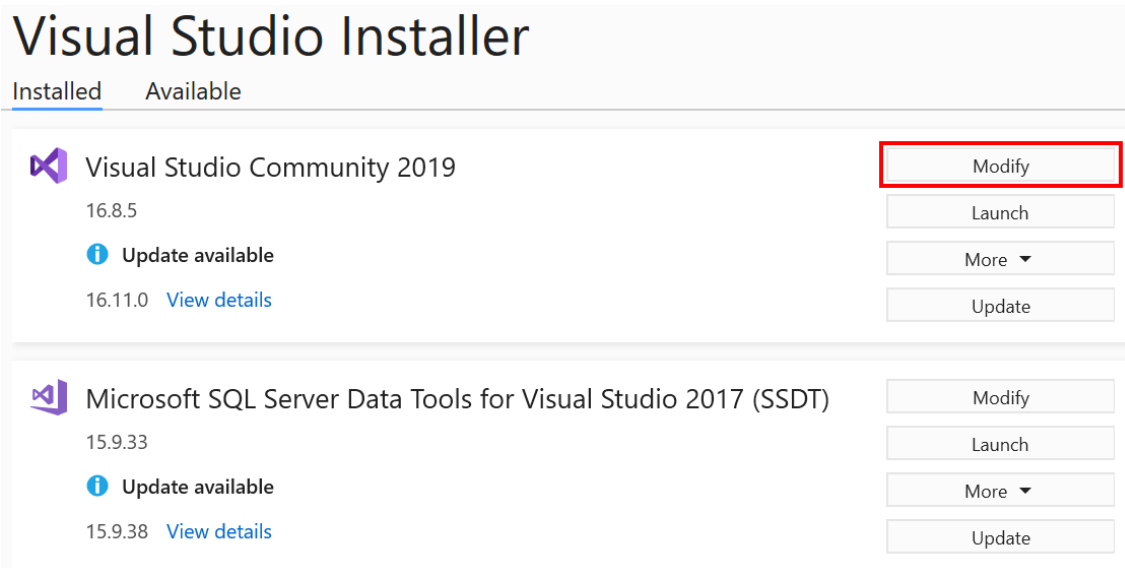 Visual Studio Installer
Installed Available
Visual Studio Community 2019 Modify
16.8.5 Launch
Update available More
16.11.0 View details Update
Microsoft SQL Server Data Tools for Visual Studio 2017 (SSDT) Modify
15.9.33 Launch
Update available More
15.9.38 View details Update